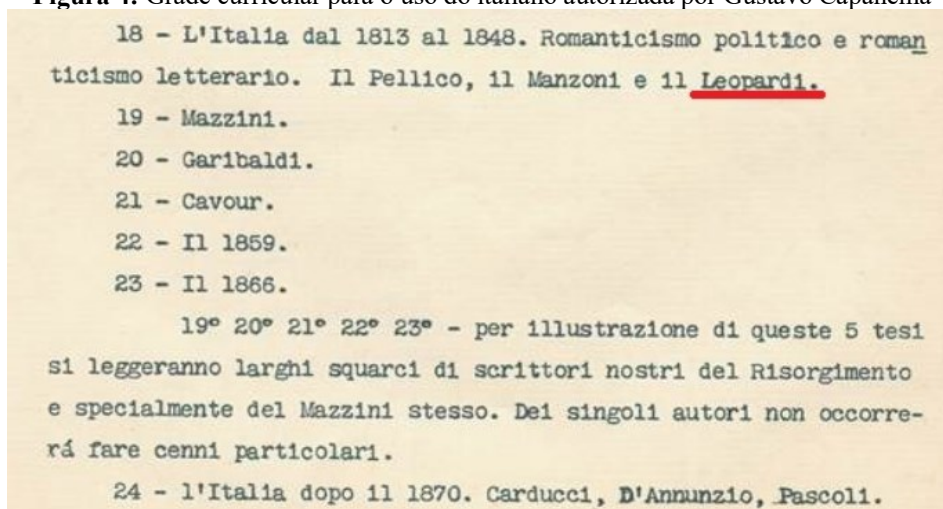 Figura 4: Grade curricular para o uso do italiano autorizada por Gustavo Capanema
18 - L'Italia dal 1813 al 1848. Romanticismo politico e roman
ticismo letterario. Il Pellico, il Manzoni e il Leopardi.
19 - Mazzini.
20 - Garibaldi.
21 - Cavour.
22 - Il 1859.
23 - Il 1866.
19º 20º 21º 22º 23º - per illustrazione di queste 5 tesi
si leggeranno larghi squarci di scrittori nostri del Risorgimento
e specialmente del Mazzini stesso. Dei singoli autori non occorre-
rá fare cenni particolari.
24 - l'Italia dopo il 1870. Carducci, D'Annunzio, Pascoli.